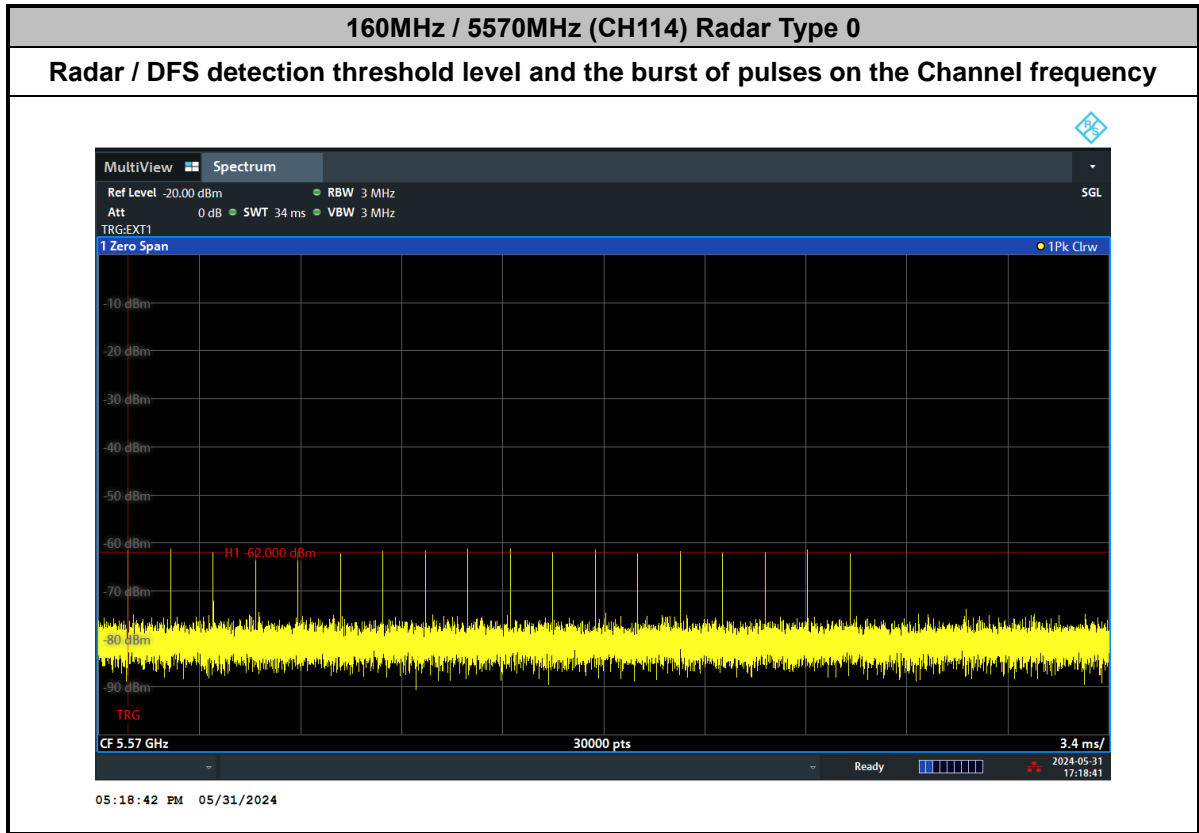 160MHz / 5570MHz (CH114) Radar Type 0
Radar / DFS detection threshold level and the burst of pulses on the Channel frequency
R&S
MultiView Spectrum
Ref Level -20.00 dBm RBW 3 MHz SGL
Att 0 dB SWT 34 ms VBW 3 MHz
TRG:EXT1
1 Zero Span 1Pk Clrw
-10 dBm
-20 dBm
-30 dBm
-40 dBm
-50 dBm
-60 dBm
H1 -62.000 dBm
-70 dBm
-80 dBm
-90 dBm
TRG
CF 5.57 GHz 30000 pts 3.4 ms/
Ready 2024-05-31
17:18:41
05:18:42 PM 05/31/2024